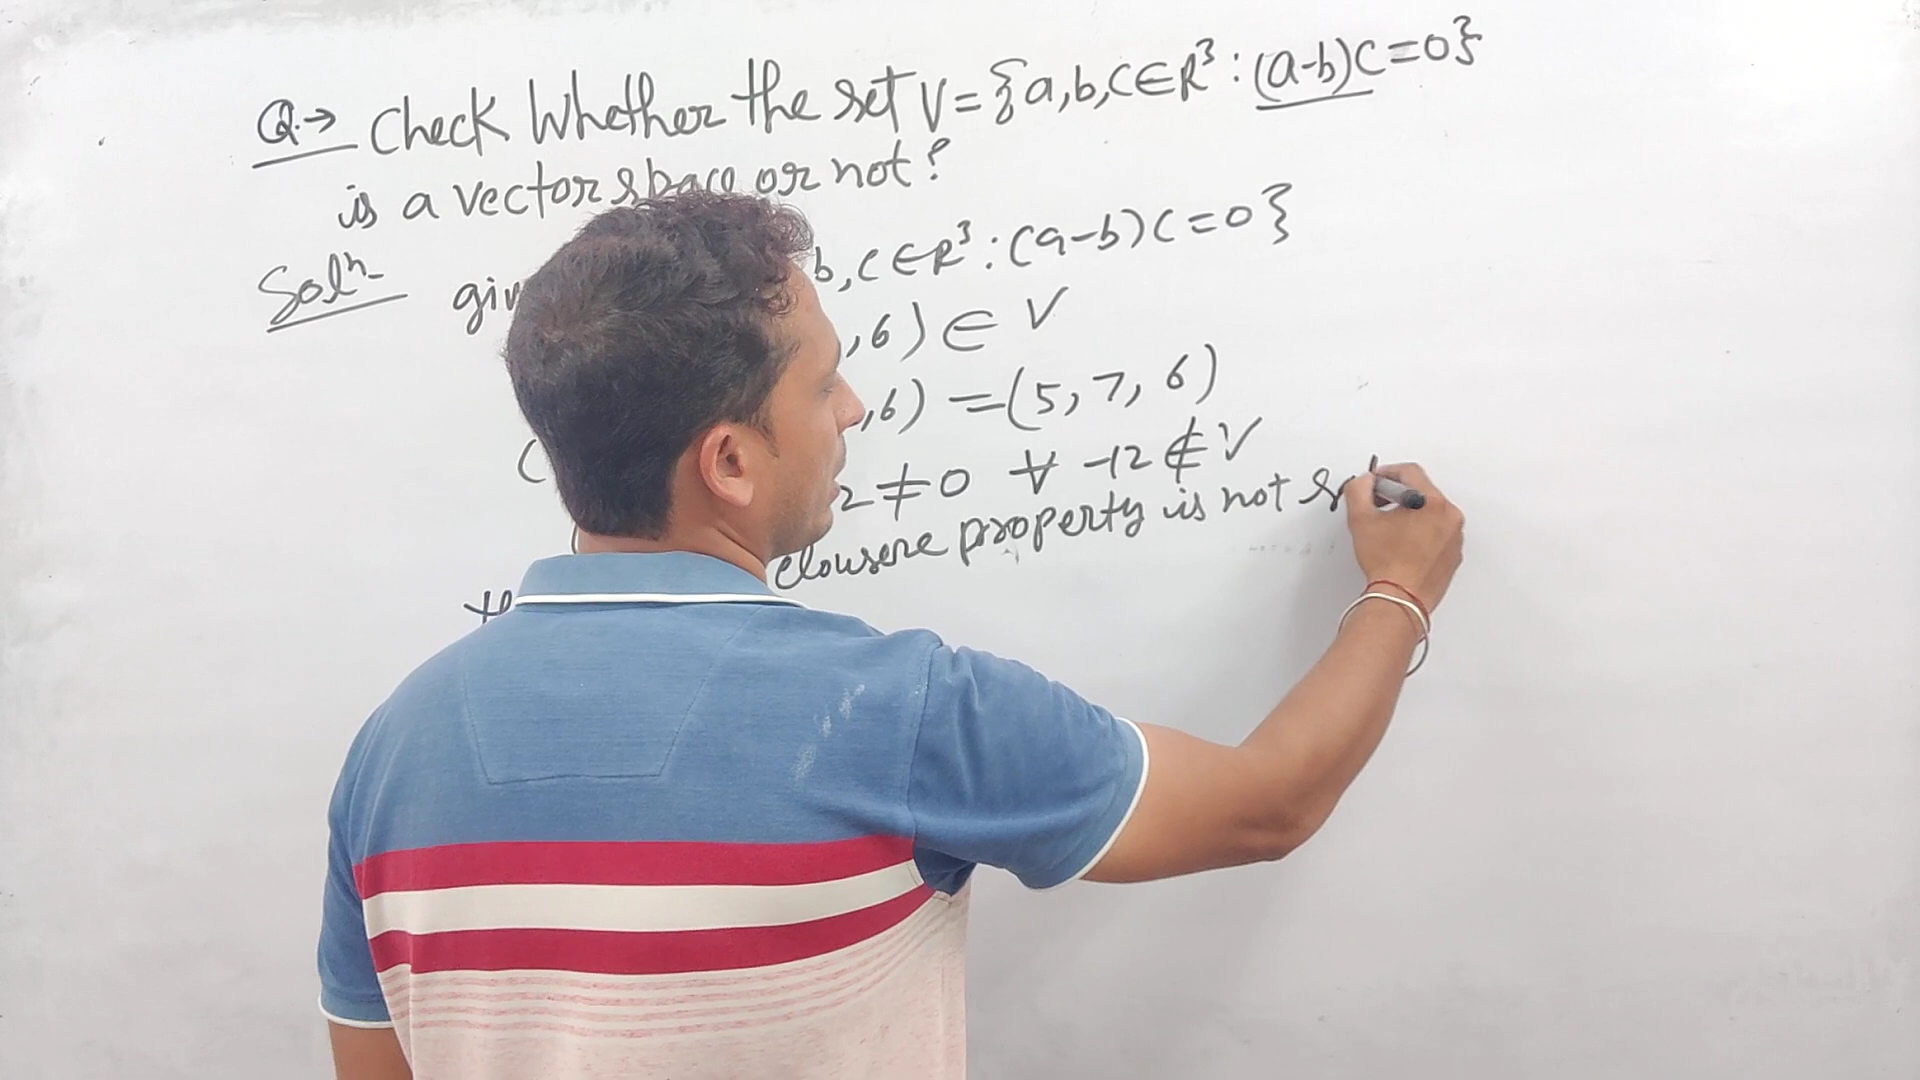 Q.→ Check Whether the set V={a,b,c∈R³:(a-b)c=0}
is a vector space or not?
Solⁿ giv b,c∈R³:(a-b)c=0}
,6)∈V
,6)=(5,7,6)
( 2≠0 ∀ -12∉V
clousere property is not